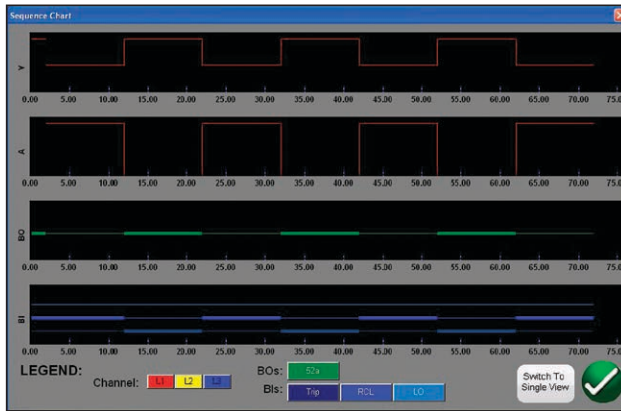 Sequence Chart
V
0.00 5.00 10.00 15.00 20.00 25.00 30.00 35.00 40.00 45.00 50.00 55.00 60.00 65.00 70.00 75.0
A
0.00 5.00 10.00 15.00 20.00 25.00 30.00 35.00 40.00 45.00 50.00 55.00 60.00 65.00 70.00 75.0
BO
0.00 5.00 10.00 15.00 20.00 25.00 30.00 35.00 40.00 45.00 50.00 55.00 60.00 65.00 70.00 75.0
BI
0.00 5.00 10.00 15.00 20.00 25.00 30.00 35.00 40.00 45.00 50.00 55.00 60.00 65.00 70.00 75.0
LEGEND:
Channel: L1 L2 L3
BOs: 52a
BIs: Trip RCL LO
Switch To
Single View